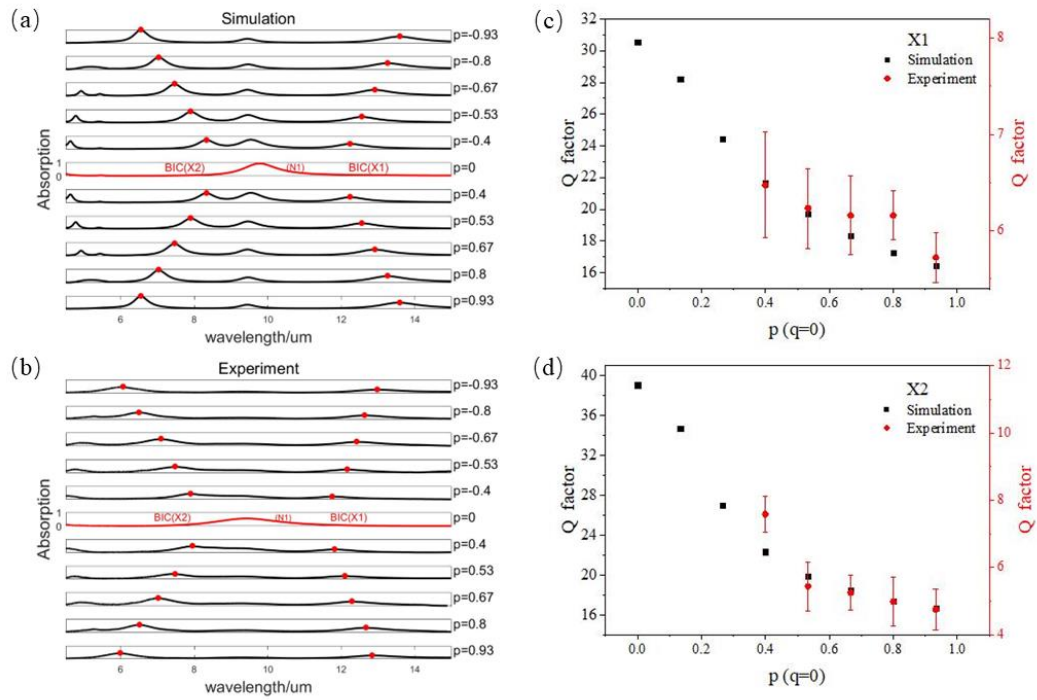 (a)
Simulation
p=-0.93
p=-0.8
p=-0.67
p=-0.53
p=-0.4
1
0
BIC(X2)
(N1)
BIC(X1)
p=0
p=0.4
p=0.53
p=0.67
p=0.8
p=0.93
Absorption
6 8 10 12 14
wavelength/um
(b)
Experiment
p=-0.93
p=-0.8
p=-0.67
p=-0.53
p=-0.4
1
0
BIC(X2)
(N1)
BIC(X1)
p=0
p=0.4
p=0.53
p=0.67
p=0.8
p=0.93
Absorption
6 8 10 12 14
wavelength/um
(c)
X1
Simulation
Experiment
32
30
28
26
24
22
20
18
16
Q factor
8
7
6
Q factor
0.0 0.2 0.4 0.6 0.8 1.0
p (q=0)
(d)
X2
Simulation
Experiment
40
36
32
28
24
20
16
Q factor
12
10
8
6
4
Q factor
0.0 0.2 0.4 0.6 0.8 1.0
p (q=0)